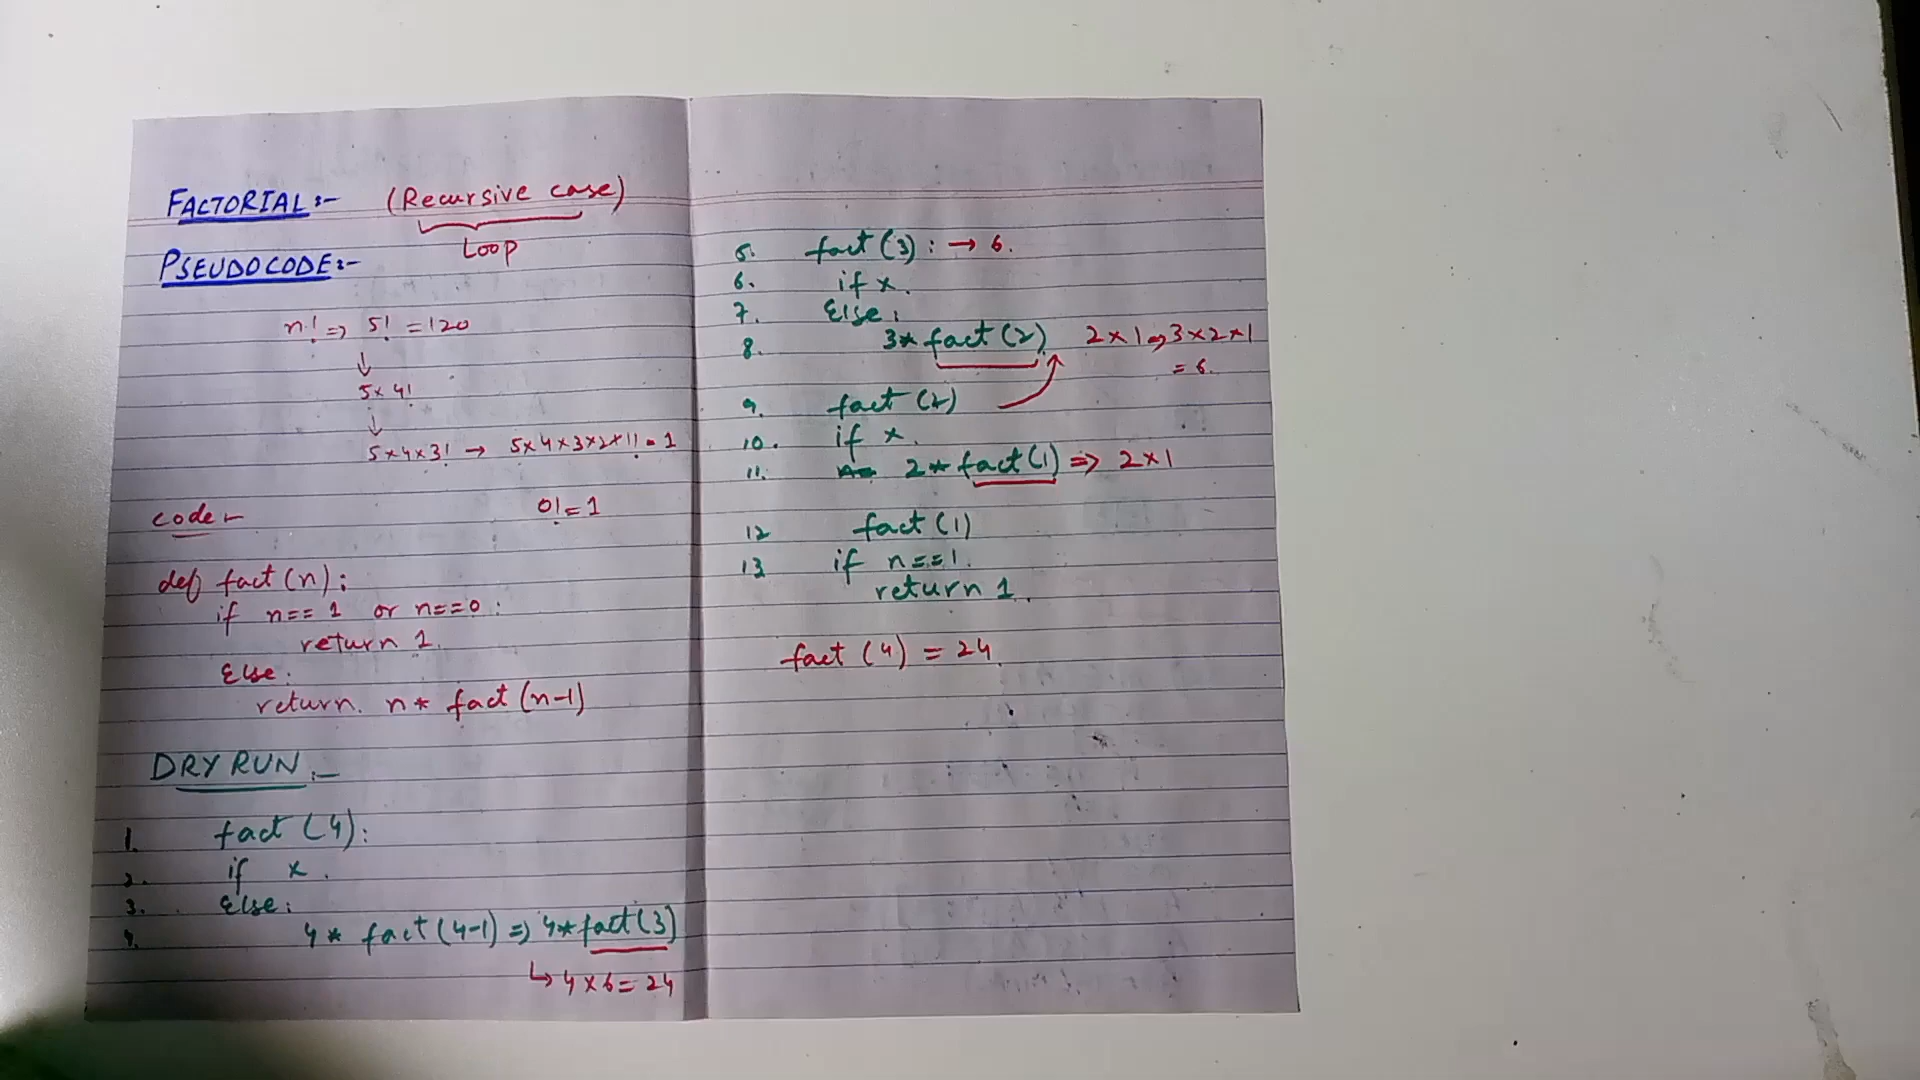 FACTORIAL:- (Recursive case)
Loop
PSEUDOCODE:-
n! => 5! = 120
↓
5x4!
↓
5x4x3! → 5x4x3x2x1! = 1
code:- 0! = 1
def fact(n):
if n== 1 or n==0:
return 1.
Else.
return. n* fact(n-1)
DRY RUN:-
1. fact(4):
2. if x.
3. Else:
4. 4* fact(4-1) => 4*fact(3)
↳ 4x6=24
5. fact(3): → 6.
6. if x.
7. Else:
8. 3* fact(2) 2x1 => 3x2x1
= 6.
9. fact(2)
10. if x.
11. 2* fact(1) => 2x1
12 fact(1)
13 if n==1.
return 1.
fact(4) = 24.